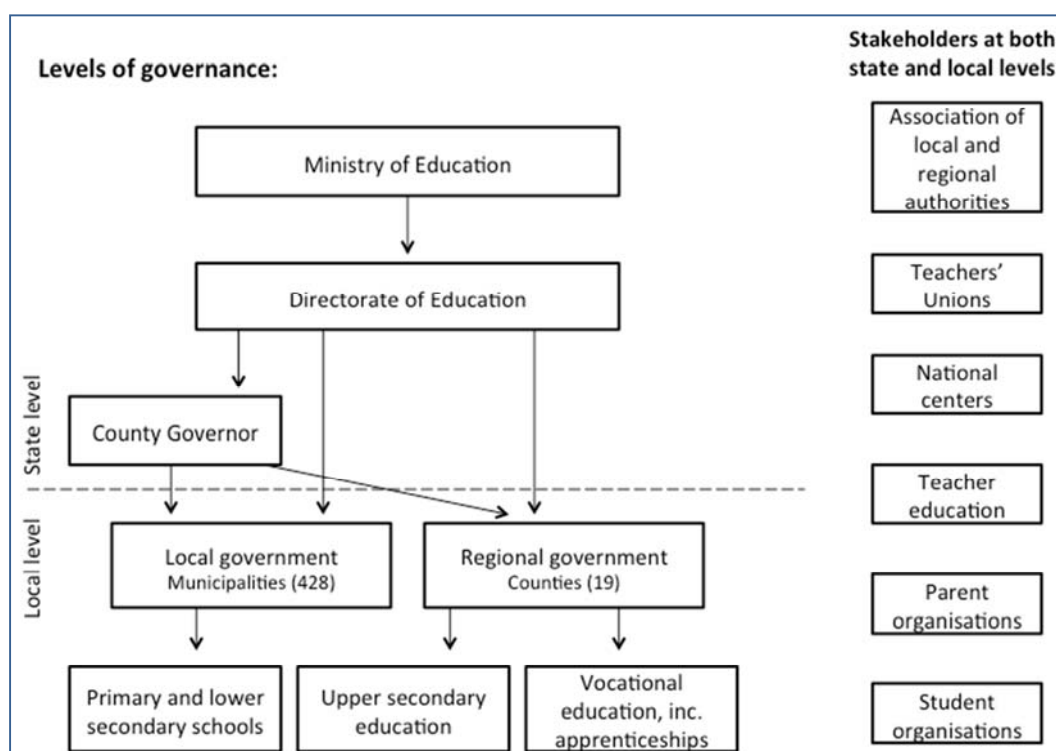 Levels of governance:
Ministry of Education
Directorate of Education
State level
County Governor
Local level
Local government
Municipalities (428)
Regional government
Counties (19)
Primary and lower
secondary schools
Upper secondary
education
Vocational
education, inc.
apprenticeships
Stakeholders at both
state and local levels
Association of
local and
regional
authorities
Teachers’
Unions
National
centers
Teacher
education
Parent
organisations
Student
organisations